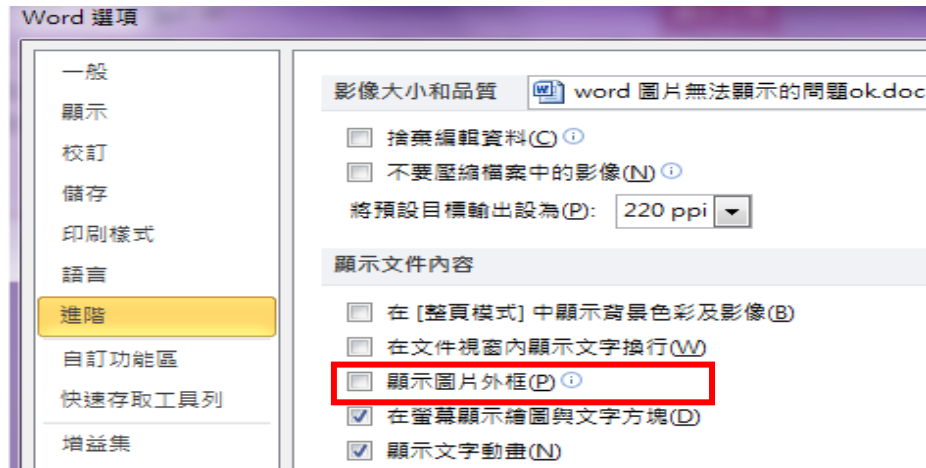 Word 選項
一般
顯示
校訂
儲存
印刷樣式
語言
進階
自訂功能區
快速存取工具列
增益集
影像大小和品質 word 圖片無法顯示的問題ok.doc
捨棄編輯資料(C)
不要壓縮檔案中的影像(N)
將預設目標輸出設為(P): 220 ppi
顯示文件內容
在 [整頁模式] 中顯示背景色彩及影像(B)
在文件視窗內顯示文字換行(W)
顯示圖片外框(P)
在螢幕顯示繪圖與文字方塊(D)
顯示文字動畫(N)